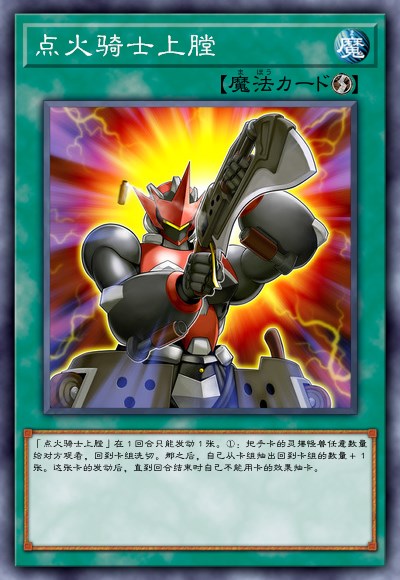 点火骑士上膛
魔
【魔法カード】
まほう
「点火骑士上膛」在１回合只能发动１张。①：把手卡的灵摆怪兽任意数量
给对方观看，回到卡组洗切。那之后，自己从卡组抽出回到卡组的数量＋１
张。这张卡的发动后，直到回合结束时自己不能用卡的效果抽卡。